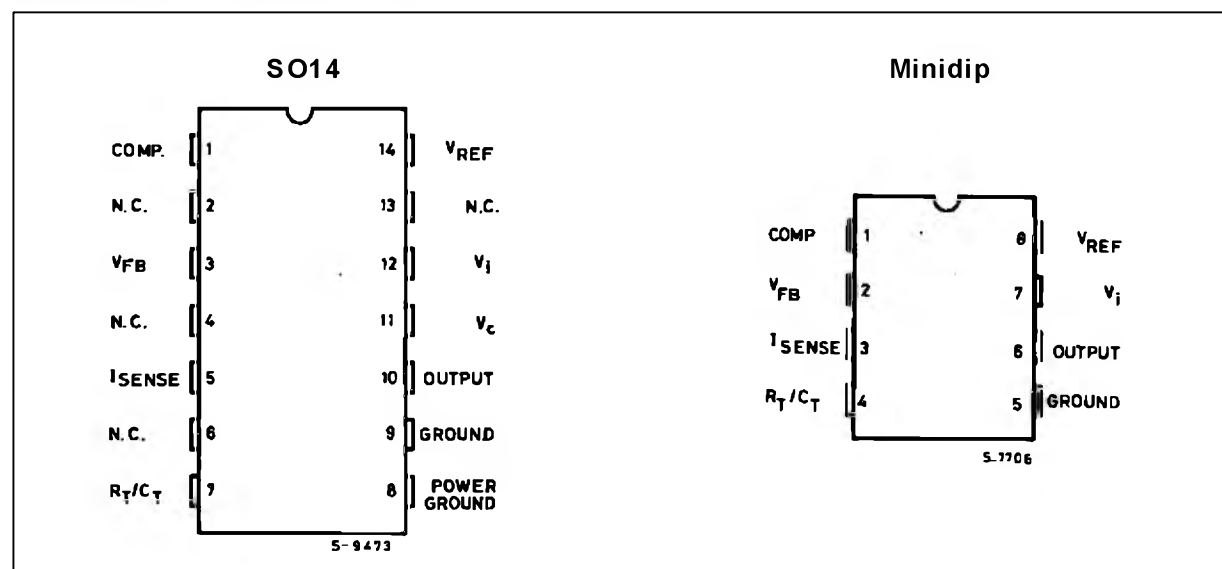 SO14
COMP. 1 14 VREF
N.C. 2 13 N.C.
VFB 3 12 Vi
N.C. 4 11 Vc
ISENSE 5 10 OUTPUT
N.C. 6 9 GROUND
RT/CT 7 8 POWER GROUND
S-9473
Minidip
COMP 1 8 VREF
VFB 2 7 Vi
ISENSE 3 6 OUTPUT
RT/CT 4 5 GROUND
S-7706